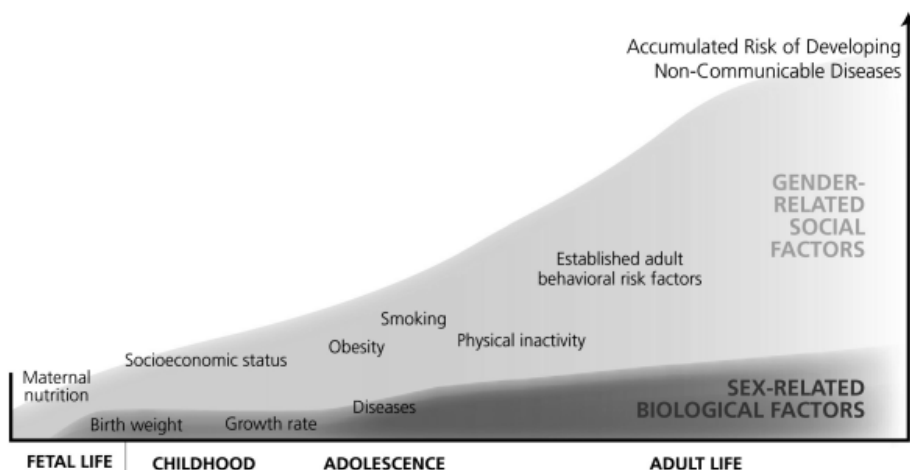 Accumulated Risk of Developing
Non-Communicable Diseases
GENDER-
RELATED
SOCIAL
FACTORS
Established adult
behavioral risk factors
Smoking
Physical inactivity
Obesity
Socioeconomic status
Maternal
nutrition
Diseases
SEX-RELATED
BIOLOGICAL FACTORS
Birth weight
Growth rate
FETAL LIFE
CHILDHOOD
ADOLESCENCE
ADULT LIFE